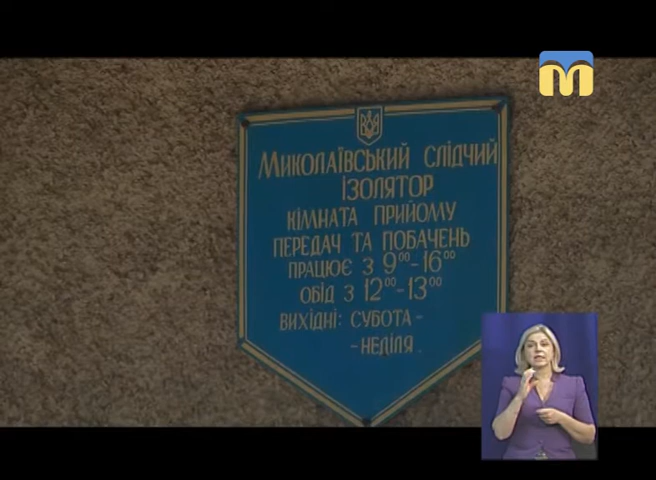 Миколаївський слідчий
ізолятор
кімната прийому
передач та побачень
працює з 9⁰⁰-16⁰⁰
обід з 12⁰⁰-13⁰⁰
вихідні: субота-
-неділя